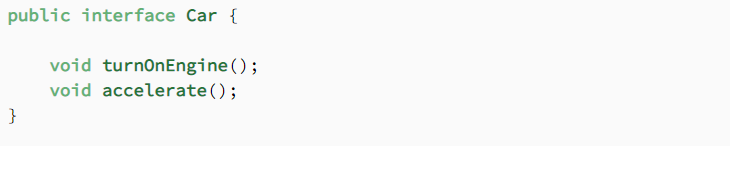 public interface Car {
void turnOnEngine();
void accelerate();
}